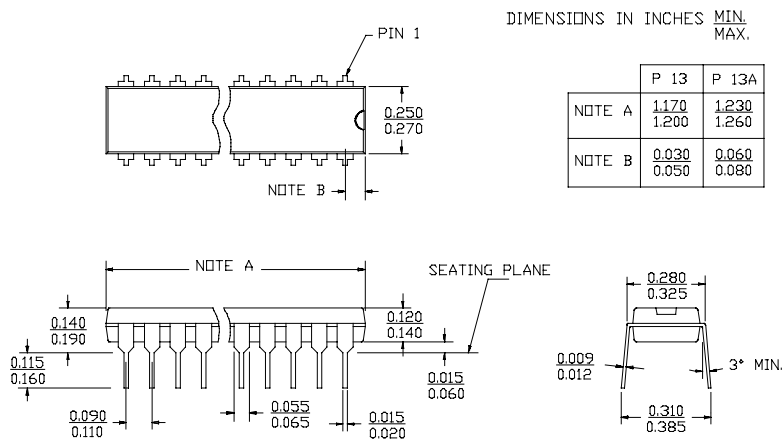 DIMENSIONS IN INCHES MIN.
MAX.
PIN 1
P 13 P 13A
NOTE A 1.170 1.230
1.200 1.260
NOTE B 0.030 0.060
0.050 0.080
0.250
0.270
NOTE B
NOTE A
SEATING PLANE
0.280
0.325
0.140
0.190
0.120
0.140
0.115
0.160
0.015
0.060
0.009
0.012
3° MIN.
0.090
0.110
0.055
0.065
0.015
0.020
0.310
0.385